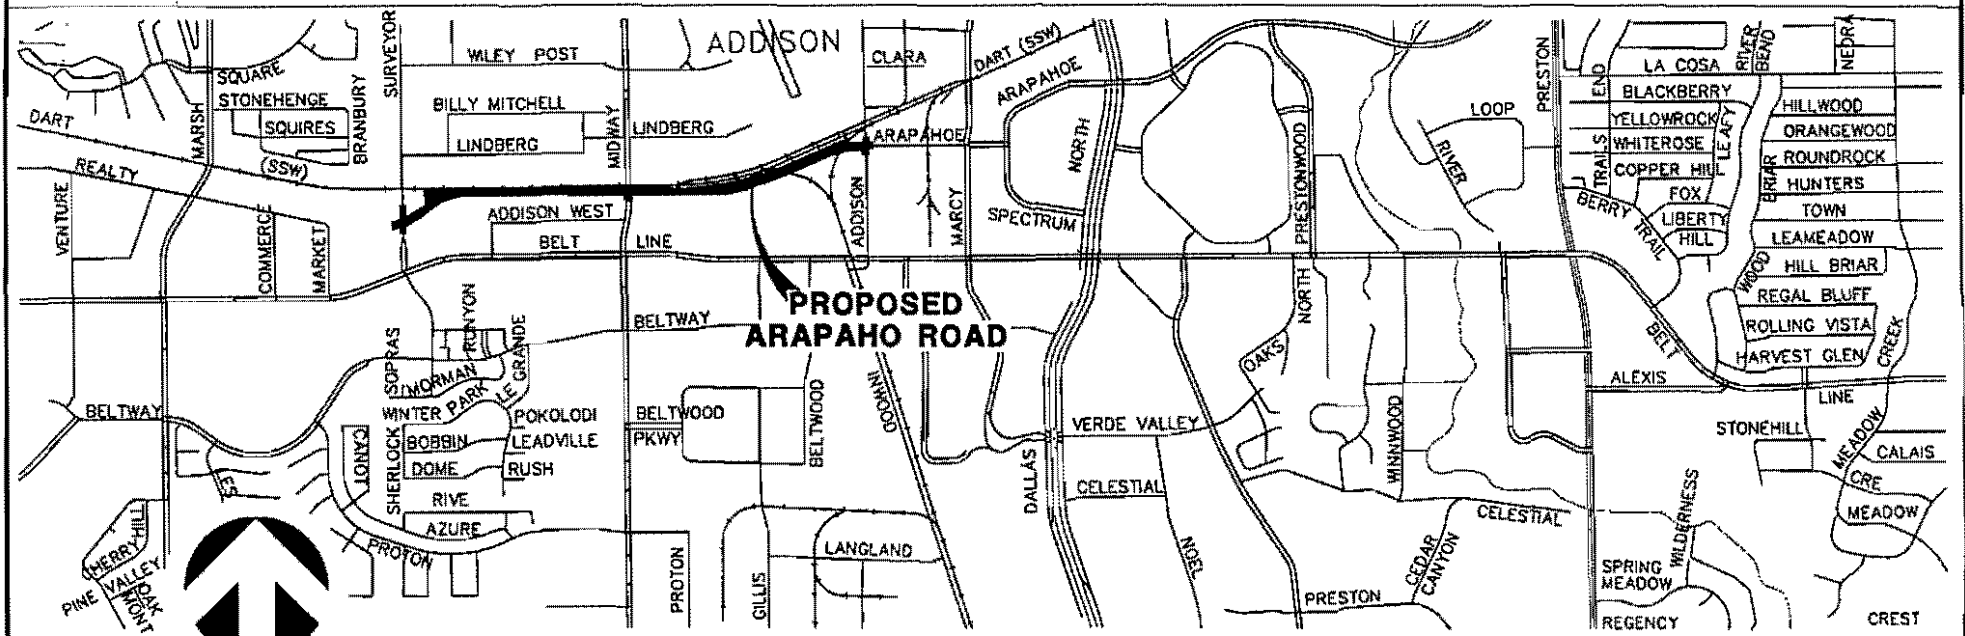 ADDISON
SURVEYOR
WILEY POST
CLARA
DART (SSW)
ARAPAHOE
SQUARE
STONEHENGE
SQUIRES
BRANBURY
BILLY MITCHELL
LINDBERG
MIDWAY
LINDBERG
ARAPAHOE
DART
MARSH
(SSW)
REALTY
VENTURE
COMMERCE
MARKET
ADDISON WEST
BELT
LINE
ADDISON
MARCY
SPECTRUM
NORTH
PRESTONWOOD
NORTH
LOOP
RIVER
PRESTON
TRAILS
END
RIVER
BEND
NEDRA
LA COSA
BLACKBERRY
YELLOWROCK
WHITEROSE
COPPER HILL
LEAFY
FOX
LIBERTY
HILL
BERRY
TRAIL
BRIAR
WOOD
HILLWOOD
ORANGEWOOD
ROUNDROCK
HUNTERS
TOWN
LEAMEADOW
HILL BRIAR
REGAL BLUFF
ROLLING VISTA
HARVEST GLEN
CREEK
BELT
LINE
ALEXIS
PROPOSED
ARAPAHO ROAD
BELTWAY
RUNYON
LE GRANDE
SOPRAS
MORMAN
WINTER PARK
POKOLODI
BOBBIN
LEADVILLE
DOME
RUSH
SHERLOCK
CANOT
RIVE
AZURE
PROTON
BELTWAY
ES
CHERRYHILL
PINE VALLEY
OAK
MONT
BELTWOOD
PKWY
BELTWOOD
INWOOD
PROTON
GILLIS
LANGLAND
DALLAS
VERDE VALLEY
CELESTIAL
NOEL
OAKS
WINNWOOD
CELESTIAL
CEDAR
CANYON
PRESTON
WILDERNESS
SPRING
MEADOW
REGENCY
STONEHILL
MEADOW
CALAIS
CRE
MEADOW
CREST